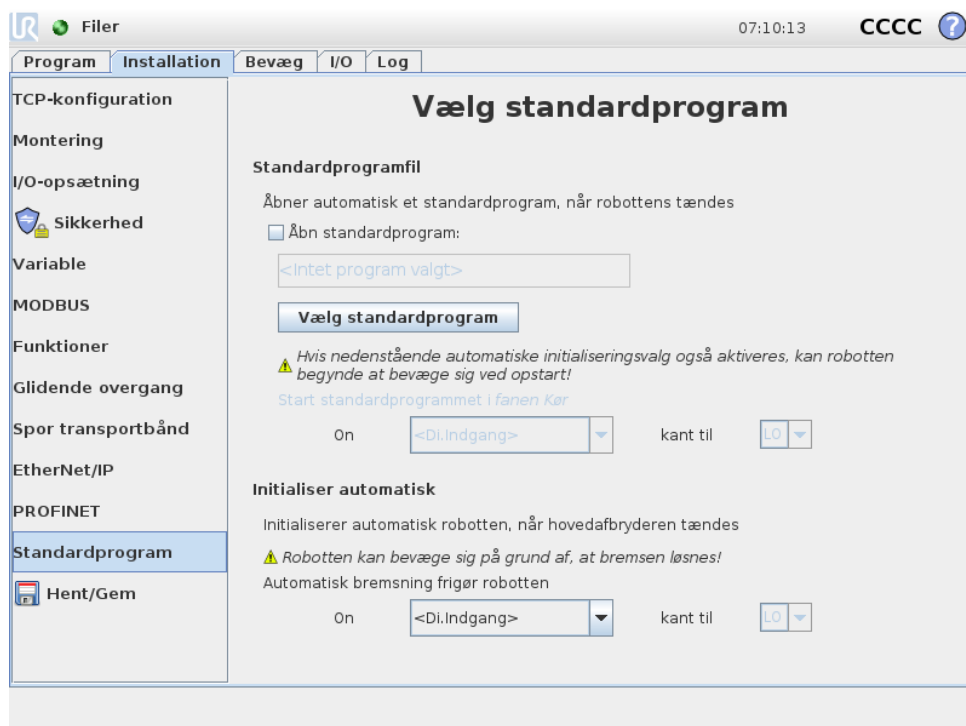 UR Filer 07:10:13 CCCC ?
Program Installation Bevæg I/O Log
TCP-konfiguration
Montering
I/O-opsætning
Sikkerhed
Variable
MODBUS
Funktioner
Glidende overgang
Spor transportbånd
EtherNet/IP
PROFINET
Standardprogram
Hent/Gem
Vælg standardprogram
Standardprogramfil
Åbner automatisk et standardprogram, når robottens tændes
Åbn standardprogram:
<Intet program valgt>
Vælg standardprogram
Hvis nedenstående automatiske initialiseringsvalg også aktiveres, kan robotten
begynde at bevæge sig ved opstart!
Start standardprogrammet i fanen Kør
On <Di.Indgang> kant til LO
Initialiser automatisk
Initialiserer automatisk robotten, når hovedafbryderen tændes
Robotten kan bevæge sig på grund af, at bremsen løsnes!
Automatisk bremsning frigør robotten
On <Di.Indgang> kant til LO